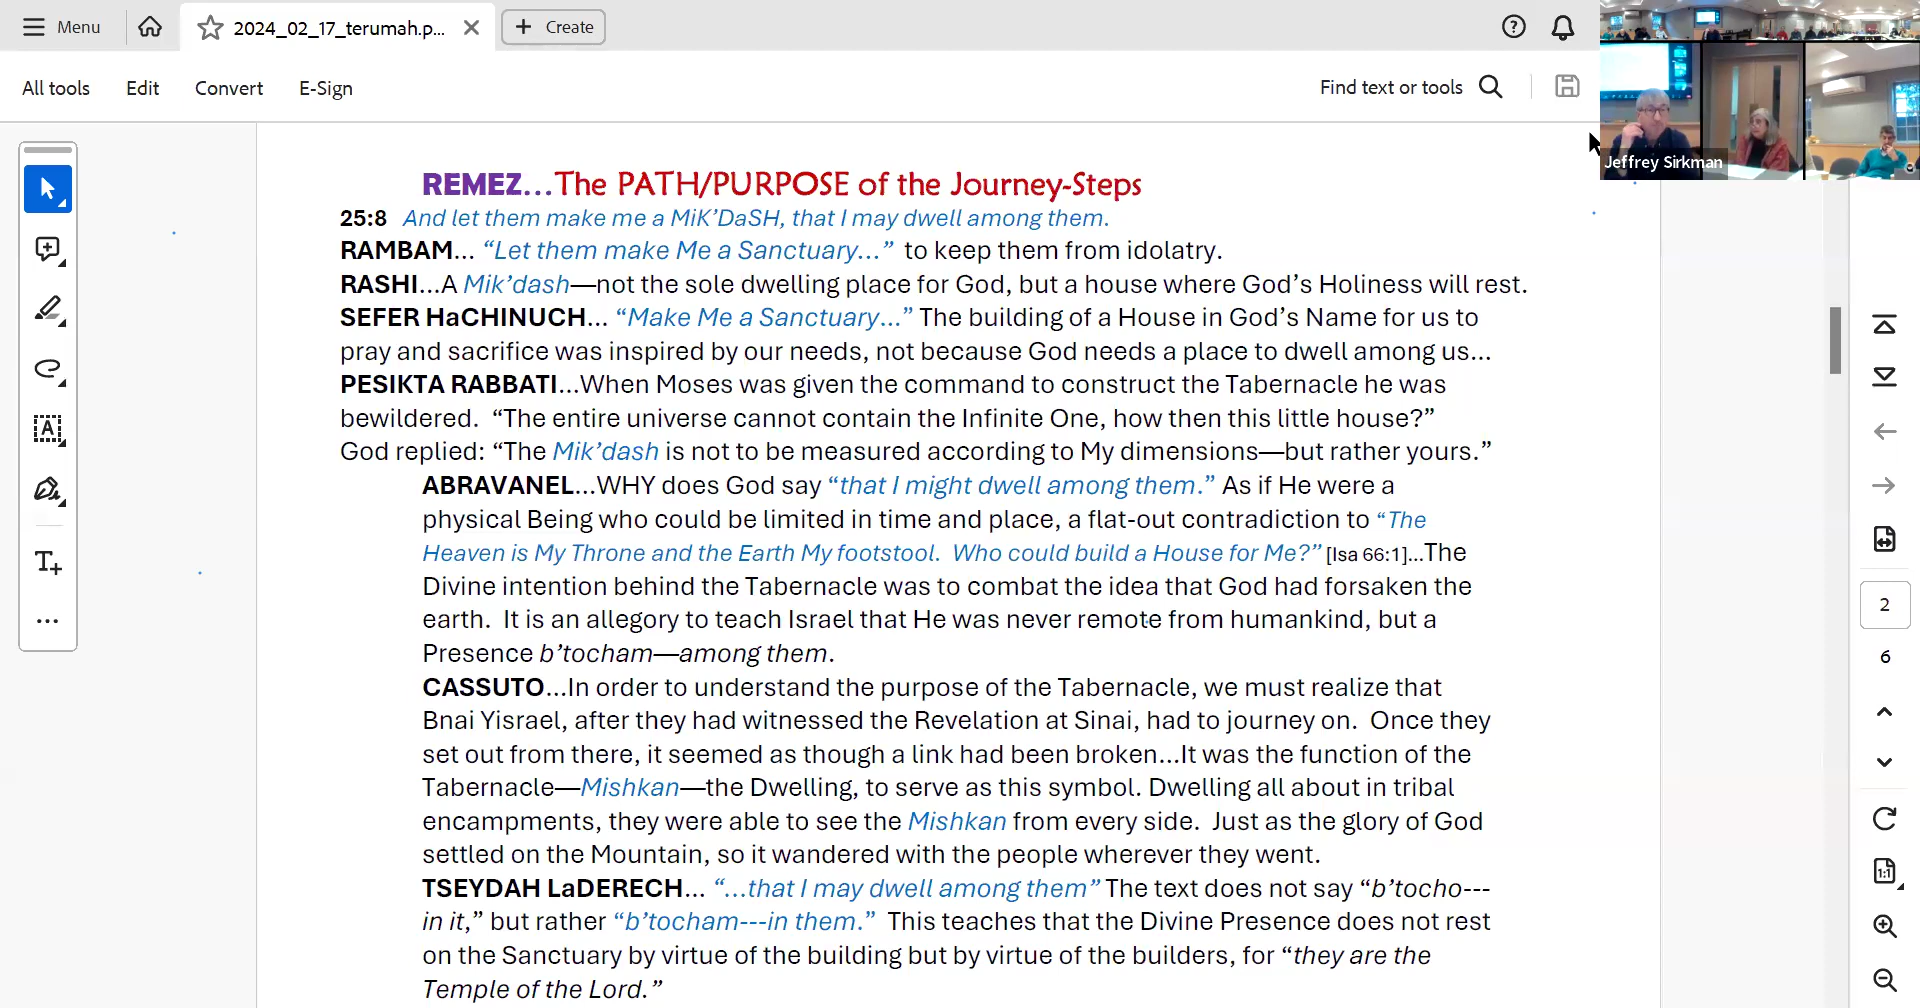 Menu
2024_02_17_terumah.p...
Create
All tools
Edit
Convert
E-Sign
Find text or tools
Jeffrey Sirkman
REMEZ...The PATH/PURPOSE of the Journey-Steps
25:8 And let them make me a MiK'DaSH, that I may dwell among them.
RAMBAM... “Let them make Me a Sanctuary...” to keep them from idolatry.
RASHI...A Mik'dash—not the sole dwelling place for God, but a house where God's Holiness will rest.
SEFER HaCHINUCH... “Make Me a Sanctuary...” The building of a House in God's Name for us to
pray and sacrifice was inspired by our needs, not because God needs a place to dwell among us...
PESIKTA RABBATI...When Moses was given the command to construct the Tabernacle he was
bewildered. “The entire universe cannot contain the Infinite One, how then this little house?”
God replied: “The Mik'dash is not to be measured according to My dimensions—but rather yours.”
ABRAVANEL...WHY does God say “that I might dwell among them.” As if He were a
physical Being who could be limited in time and place, a flat-out contradiction to “The
Heaven is My Throne and the Earth My footstool. Who could build a House for Me?” [Isa 66:1]...The
Divine intention behind the Tabernacle was to combat the idea that God had forsaken the
earth. It is an allegory to teach Israel that He was never remote from humankind, but a
Presence b'tocham—among them.
CASSUTO...In order to understand the purpose of the Tabernacle, we must realize that
Bnai Yisrael, after they had witnessed the Revelation at Sinai, had to journey on. Once they
set out from there, it seemed as though a link had been broken...It was the function of the
Tabernacle—Mishkan—the Dwelling, to serve as this symbol. Dwelling all about in tribal
encampments, they were able to see the Mishkan from every side. Just as the glory of God
settled on the Mountain, so it wandered with the people wherever they went.
TSEYDAH LaDERECH... “...that I may dwell among them” The text does not say “b'tocho---
in it,” but rather “b'tocham---in them.” This teaches that the Divine Presence does not rest
on the Sanctuary by virtue of the building but by virtue of the builders, for “they are the
Temple of the Lord.”
2
6
1:1